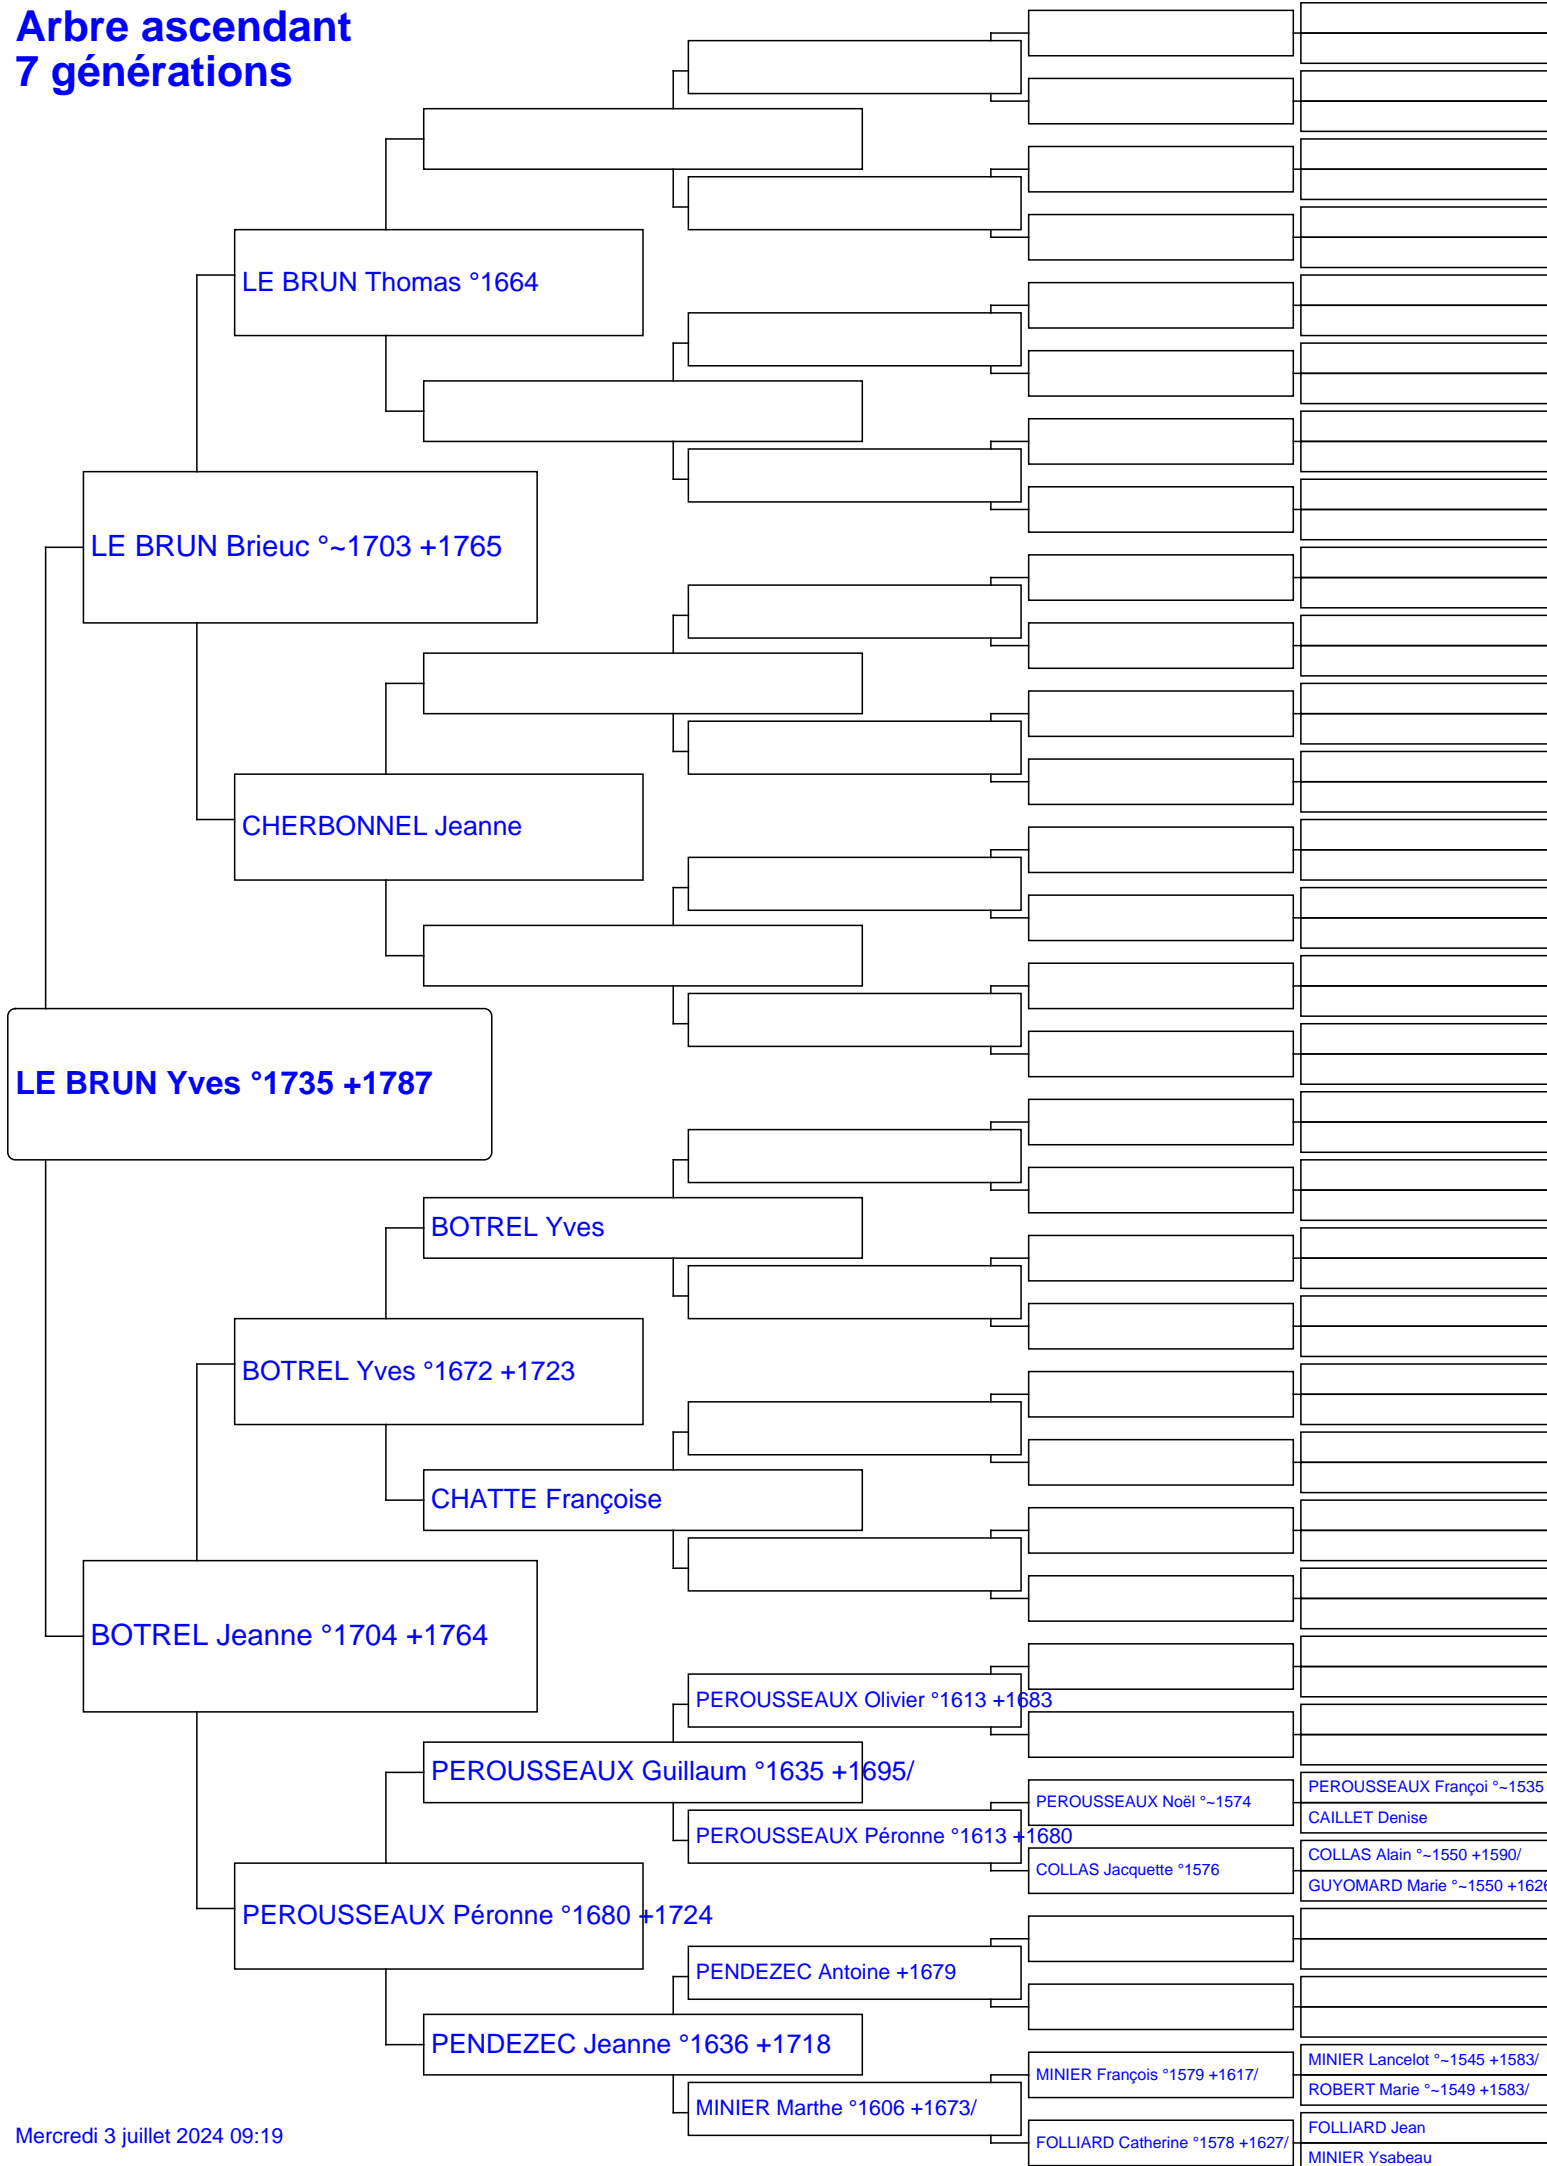 Arbre ascendant
7 générations
LE BRUN Thomas °1664
LE BRUN Brieuc °~1703 +1765
CHERBONNEL Jeanne
LE BRUN Yves °1735 +1787
BOTREL Yves
BOTREL Yves °1672 +1723
CHATTE Françoise
BOTREL Jeanne °1704 +1764
PEROUSSEAUX Olivier °1613 +1683
PEROUSSEAUX Guillaum °1635 +1695/
PEROUSSEAUX Françoi °~1535
PEROUSSEAUX Noël °~1574
CAILLET Denise
PEROUSSEAUX Péronne °1613 +1680
COLLAS Alain °~1550 +1590/
COLLAS Jacquette °1576
GUYOMARD Marie °~1550 +1626
PEROUSSEAUX Péronne °1680 +1724
PENDEZEC Antoine +1679
PENDEZEC Jeanne °1636 +1718
MINIER Lancelot °~1545 +1583/
MINIER François °1579 +1617/
ROBERT Marie °~1549 +1583/
MINIER Marthe °1606 +1673/
FOLLIARD Jean
FOLLIARD Catherine °1578 +1627/
MINIER Ysabeau
Mercredi 3 juillet 2024 09:19